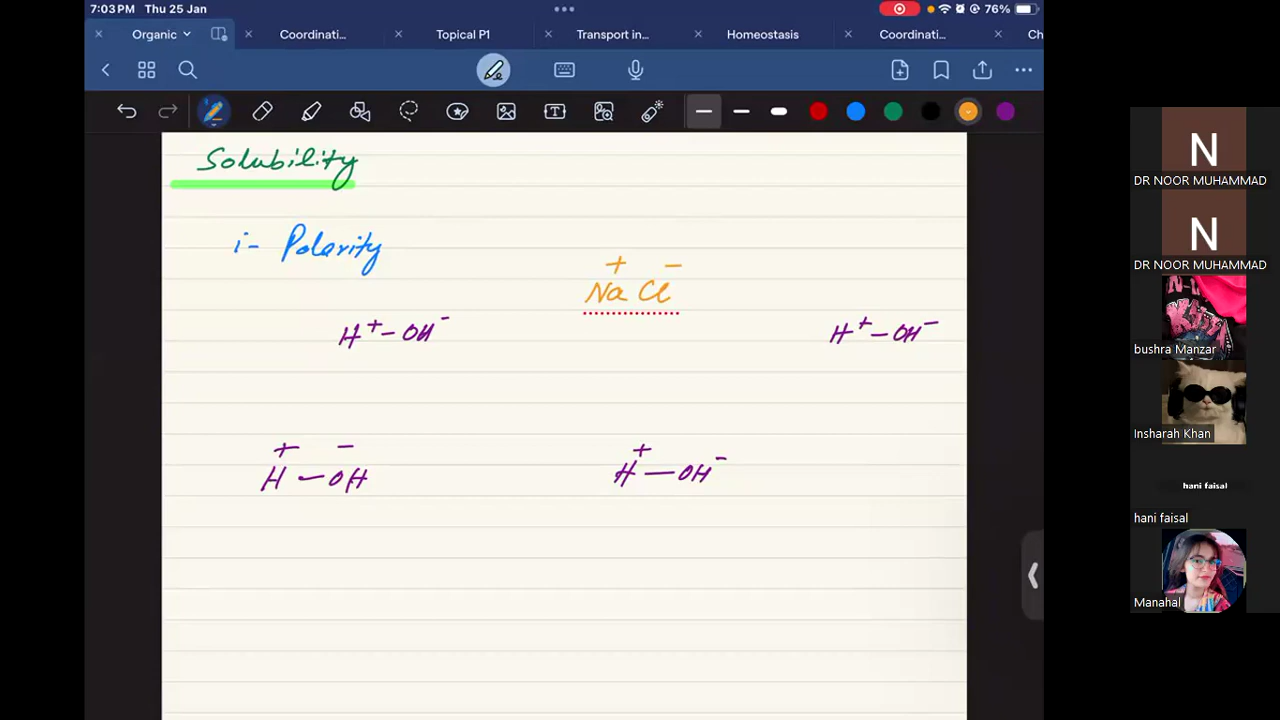 7:03 PM Thu 25 Jan
76%
Organic
Coordinati...
Topical P1
Transport in...
Homeostasis
Coordinati...
Ch
Solubility
i- Polarity
+ −
Na Cl
H⁺ − OH⁻
H⁺ − OH⁻
+ −
H − OH
+
H − OH⁻
N
DR NOOR MUHAMMAD
N
DR NOOR MUHAMMAD
bushra Manzar
Insharah Khan
hani faisal
hani faisal
Manahal